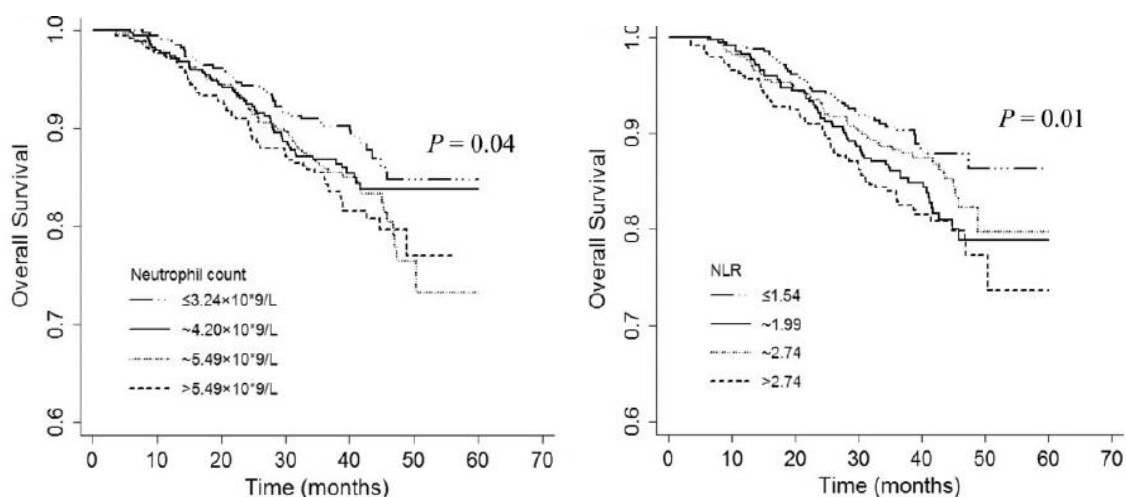 Overall Survival
1.0
0.9
0.8
0.7
0.6
P = 0.04
Neutrophil count
≤3.24×10*9/L
~4.20×10*9/L
~5.49×10*9/L
>5.49×10*9/L
0 10 20 30 40 50 60 70
Time (months)
Overall Survival
1.0
0.9
0.8
0.7
0.6
P = 0.01
NLR
≤1.54
~1.99
~2.74
>2.74
0 10 20 30 40 50 60 70
Time (months)